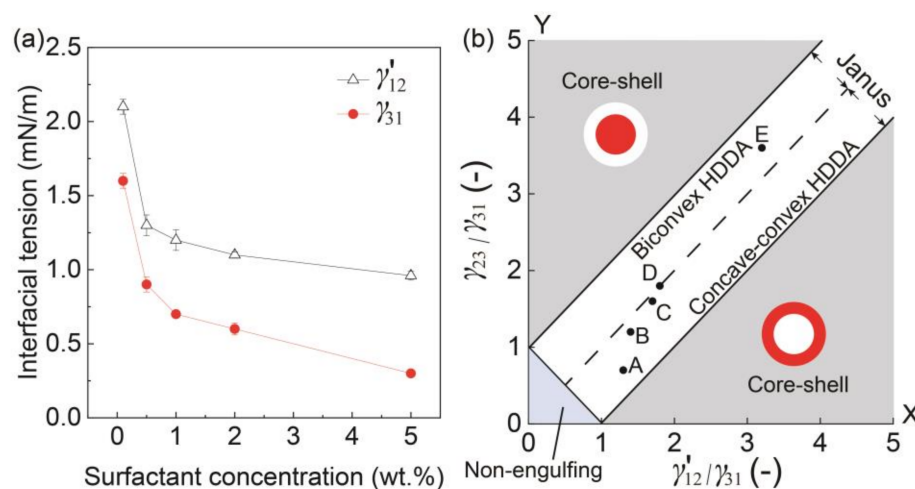 (a)
2.5
2.0
1.5
1.0
0.5
0.0
Interfacial tension (mN/m)
γ'₁₂
γ₃₁
0 1 2 3 4 5
Surfactant concentration (wt.%)
(b)
Y
5
4
3
2
1
0
γ₂₃/γ₃₁ (-)
Core-shell
Janus
Biconvex HDDA
Concave-convex HDDA
E
D
C
B
A
Core-shell
0 1 2 3 4 5
X
Non-engulfing
γ'₁₂/γ₃₁ (-)